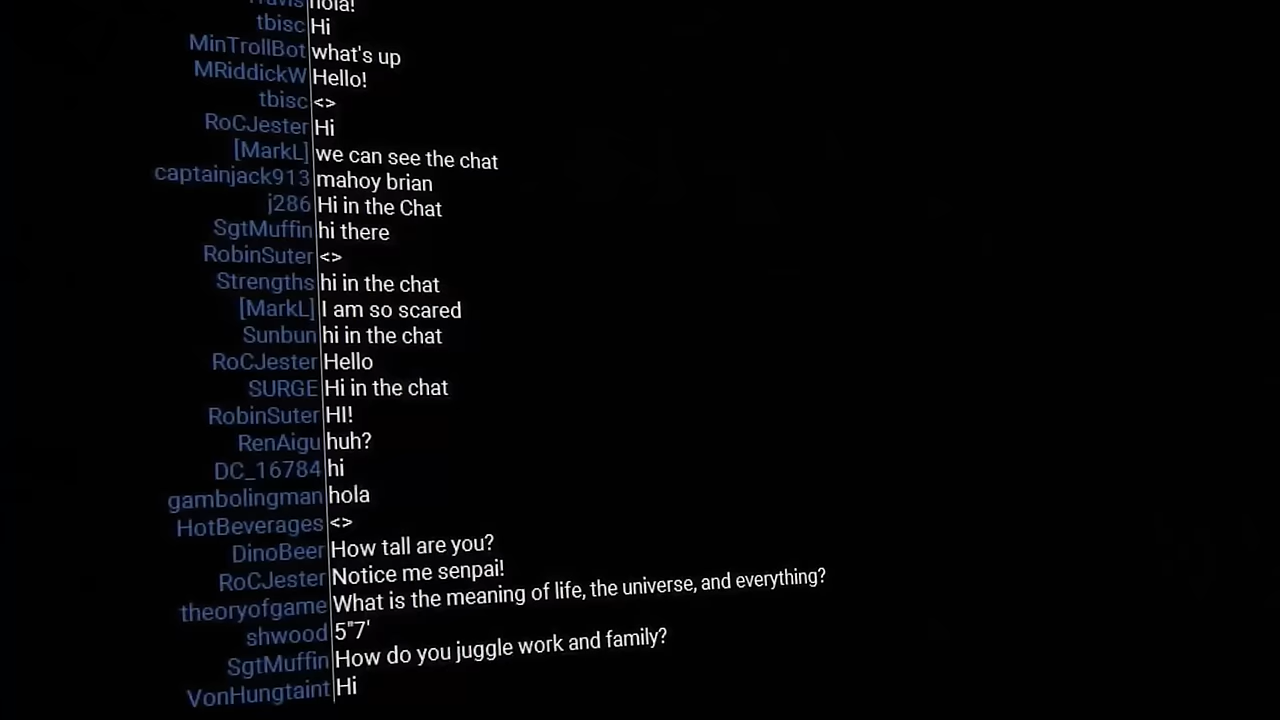 hola!
tbisc Hi
MinTrollBot what's up
MRiddickW Hello!
tbisc <>
RoCJester Hi
[MarkL] we can see the chat
captainjack913 mahoy brian
j286 Hi in the Chat
SgtMuffin hi there
RobinSuter <>
Strengths hi in the chat
[MarkL] I am so scared
Sunbun hi in the chat
RoCJester Hello
SURGE Hi in the chat
RobinSuter HI!
RenAigu huh?
DC_16784 hi
gambolingman hola
HotBeverages <>
DinoBeer How tall are you?
RoCJester Notice me senpai!
theoryofgame What is the meaning of life, the universe, and everything?
shwood 5"7'
SgtMuffin How do you juggle work and family?
VonHungtaint Hi